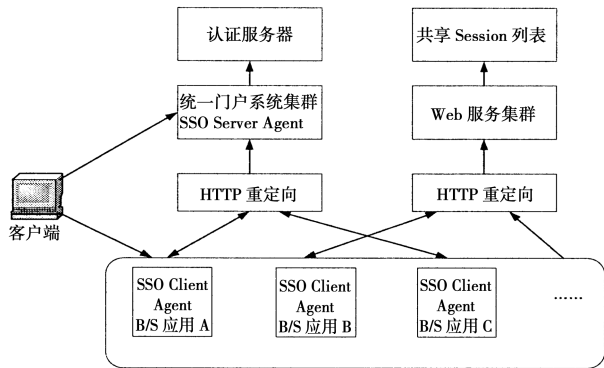 认证服务器
共享 Session 列表
统一门户系统集群
SSO Server Agent
Web 服务集群
HTTP 重定向
HTTP 重定向
客户端
SSO Client
Agent
B/S 应用 A
SSO Client
Agent
B/S 应用 B
SSO Client
Agent
B/S 应用 C
……